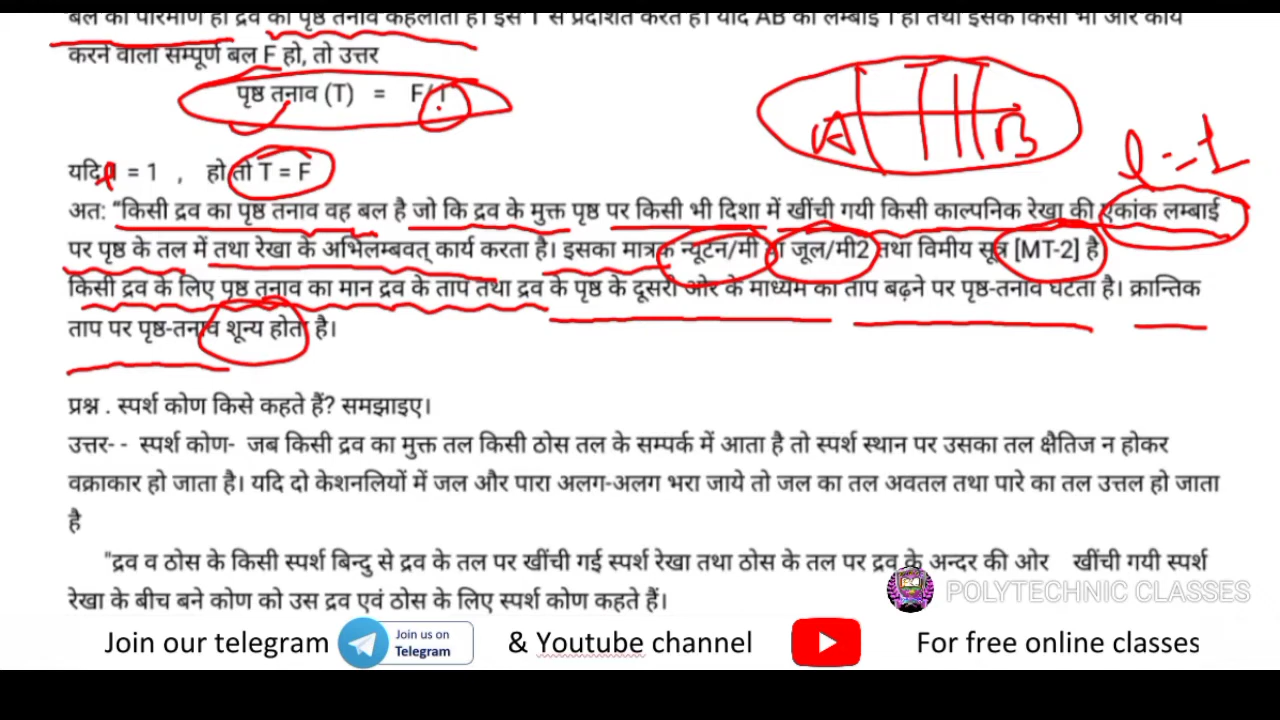 बल का परिमाण ही द्रव का पृष्ठ तनाव कहलाता है। इसे T से प्रदर्शित करते हैं। यदि AB की लम्बाई l हो तथा इसके किसी भी ओर कार्य
करने वाला सम्पूर्ण बल F हो, तो उत्तर
पृष्ठ तनाव (T) = F/l
A B
यदि l = 1 , हो तो T = F
l = 1
अत: “किसी द्रव का पृष्ठ तनाव वह बल है जो कि द्रव के मुक्त पृष्ठ पर किसी भी दिशा में खींची गयी किसी काल्पनिक रेखा की एकांक लम्बाई
पर पृष्ठ के तल में तथा रेखा के अभिलम्बवत् कार्य करता है। इसका मात्रक न्यूटन/मी या जूल/मी2 तथा विमीय सूत्र [MT-2] है
किसी द्रव के लिए पृष्ठ तनाव का मान द्रव के ताप तथा द्रव के पृष्ठ के दूसरी ओर के माध्यम का ताप बढ़ने पर पृष्ठ-तनाव घटता है। क्रान्तिक
ताप पर पृष्ठ-तनाव शून्य होता है।
प्रश्न . स्पर्श कोण किसे कहते हैं? समझाइए।
उत्तर- - स्पर्श कोण- जब किसी द्रव का मुक्त तल किसी ठोस तल के सम्पर्क में आता है तो स्पर्श स्थान पर उसका तल क्षैतिज न होकर
वक्राकार हो जाता है। यदि दो केशनलियों में जल और पारा अलग-अलग भरा जाये तो जल का तल अवतल तथा पारे का तल उत्तल हो जाता
है
"द्रव व ठोस के किसी स्पर्श बिन्दु से द्रव के तल पर खींची गई स्पर्श रेखा तथा ठोस के तल पर द्रव के अन्दर की ओर खींची गयी स्पर्श
रेखा के बीच बने कोण को उस द्रव एवं ठोस के लिए स्पर्श कोण कहते हैं।
POLYTECHNIC CLASSES
Join our telegram Join us on Telegram & Youtube channel For free online classes